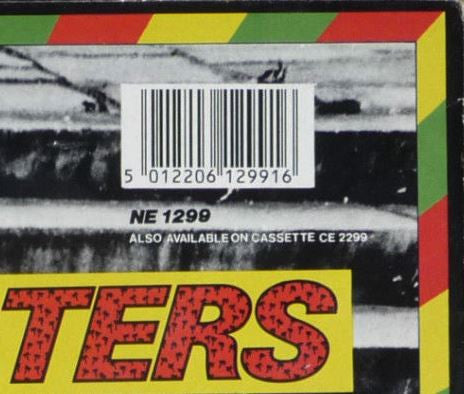 5 012206 129916
NE 1299
ALSO AVAILABLE ON CASSETTE CE 2299
TERS